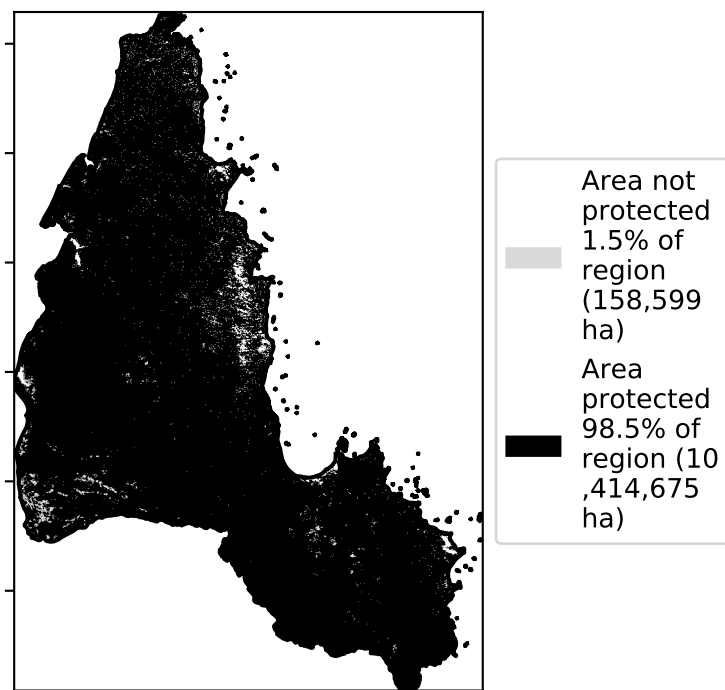 Area not
protected
1.5% of
region
(158,599
ha)
Area
protected
98.5% of
region (10
,414,675
ha)